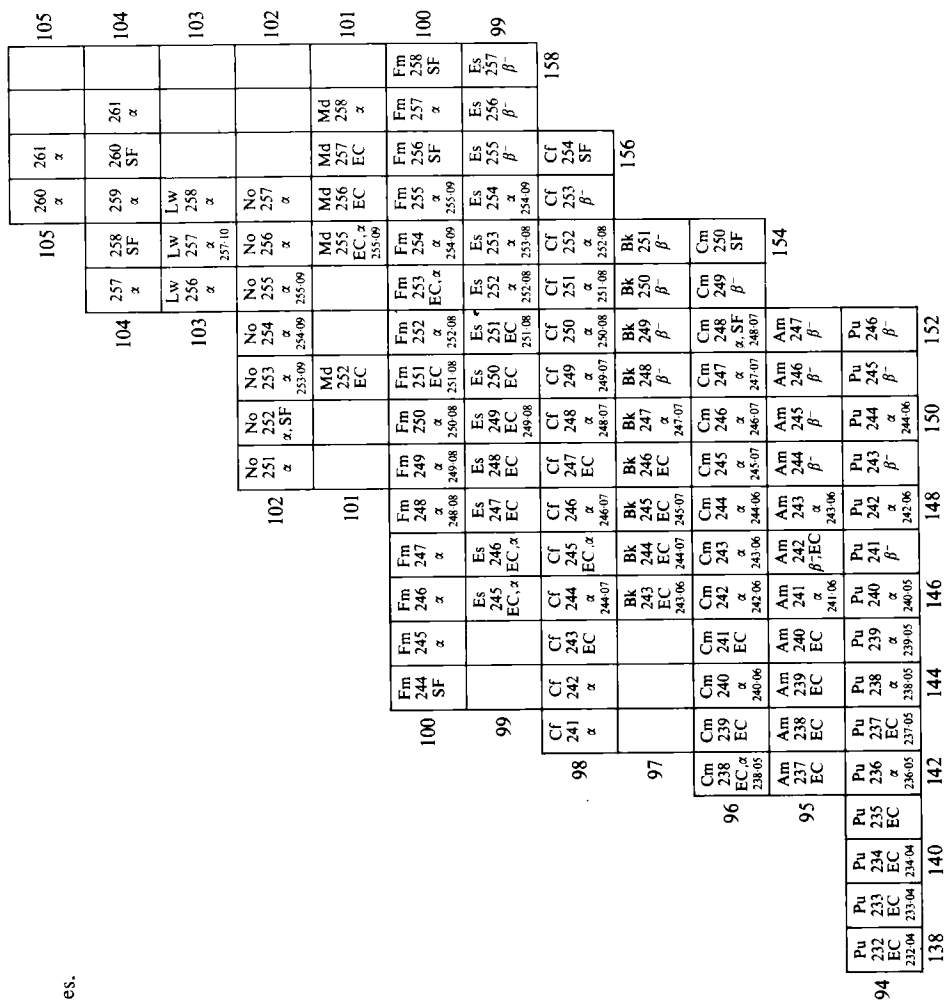 es.
260 261 105
α α
105 257 258 259 260 261 104
α SF α SF α
104 Lw Lw Lw 103
256 257 258
α α α
257·10
103 No No No No No No No 102
251 252 253 254 255 256 257
α α, SF α α α α α
253·09 254·09 255·09
102 Md Md Md Md Md 101
252 255 256 257 258
EC EC, α EC EC α
255·09
101 Fm Fm Fm Fm Fm Fm Fm Fm Fm Fm Fm Fm Fm Fm Fm 100
244 245 246 247 248 249 250 251 252 253 254 255 256 257 258
SF α α α α α α EC α EC, α α α SF α SF
248·08 249·08 250·08 251·08 252·08 254·09 255·09
100 Es Es Es Es Es Es Es Es Es Es Es Es Es 99
245 246 247 248 249 250 251 252 253 254 255 256 257
EC, α EC, α EC EC EC EC EC α α α β⁻ β⁻ β⁻
249·08 251·08 252·08 253·08 254·09
99 158
Cf Cf Cf Cf Cf Cf Cf Cf Cf Cf Cf Cf Cf Cf
241 242 243 244 245 246 247 248 249 250 251 252 253 254
α α EC α EC, α α EC α α α α α β⁻ SF
244·07 246·07 248·07 249·07 250·08 251·08 252·08
98 156
Bk Bk Bk Bk Bk Bk Bk Bk Bk
243 244 245 246 247 248 249 250 251
EC EC EC EC α β⁻ β⁻ β⁻ β⁻
243·06 244·07 245·07 247·07
97
Cm Cm Cm Cm Cm Cm Cm Cm Cm Cm Cm Cm Cm
238 239 240 241 242 243 244 245 246 247 248 249 250
EC, α EC α EC α α α α α α α, SF β⁻ SF
238·05 240·06 242·06 243·06 244·06 245·07 246·07 247·07 248·07
96 154
Am Am Am Am Am Am Am Am Am Am Am
237 238 239 240 241 242 243 244 245 246 247
EC EC EC EC α β⁻, EC α β⁻ β⁻ β⁻ β⁻
241·06 243·06
95
Pu Pu Pu Pu Pu Pu Pu Pu Pu Pu Pu Pu Pu Pu Pu
94 232 233 234 235 236 237 238 239 240 241 242 243 244 245 246
EC EC EC EC α EC α α α β⁻ α β⁻ α β⁻ β⁻
232·04 233·04 234·04 236·05 237·05 238·05 239·05 240·05 242·06 244·06
138 140 142 144 146 148 150 152